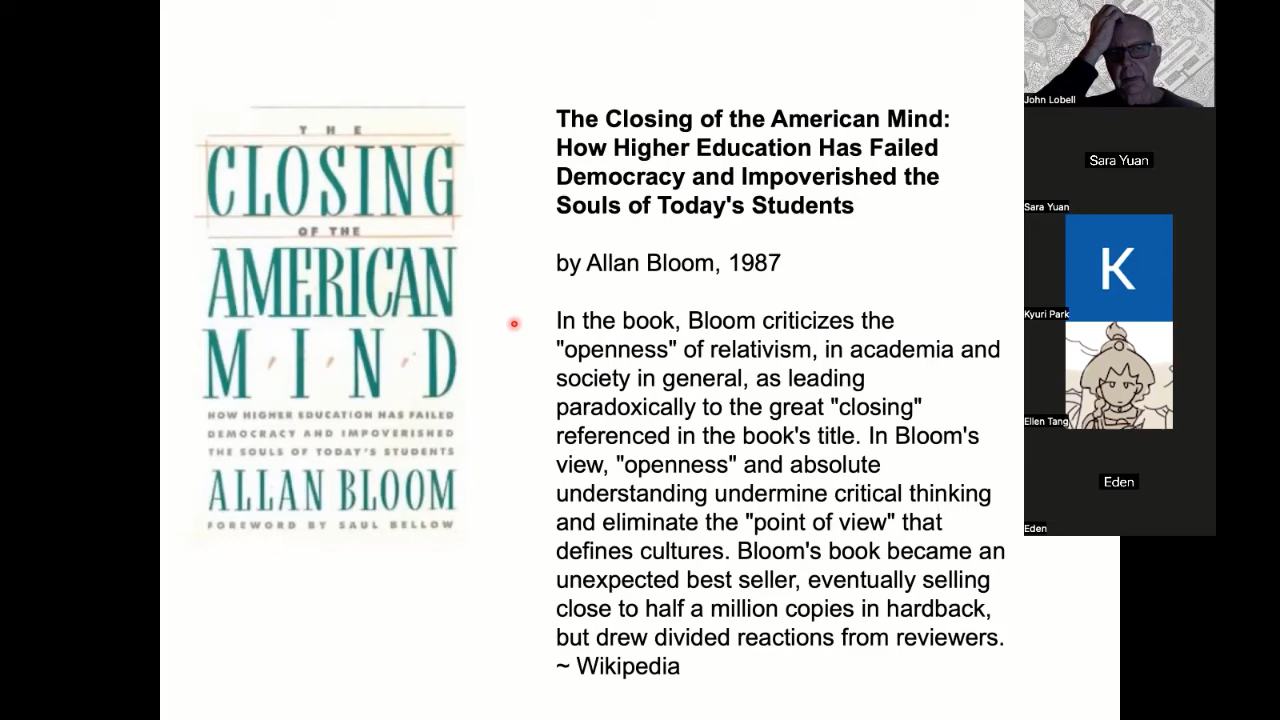 THE
CLOSING
OF THE
AMERICAN
M·I·N·D
HOW HIGHER EDUCATION HAS FAILED
DEMOCRACY AND IMPOVERISHED
THE SOULS OF TODAY'S STUDENTS
ALLAN BLOOM
FOREWORD BY SAUL BELLOW
The Closing of the American Mind:
How Higher Education Has Failed
Democracy and Impoverished the
Souls of Today's Students
by Allan Bloom, 1987
In the book, Bloom criticizes the
"openness" of relativism, in academia and
society in general, as leading
paradoxically to the great "closing"
referenced in the book's title. In Bloom's
view, "openness" and absolute
understanding undermine critical thinking
and eliminate the "point of view" that
defines cultures. Bloom's book became an
unexpected best seller, eventually selling
close to half a million copies in hardback,
but drew divided reactions from reviewers.
~ Wikipedia
John Lobell
Sara Yuan
Sara Yuan
K
Kyuri Park
Ellen Tang
Eden
Eden